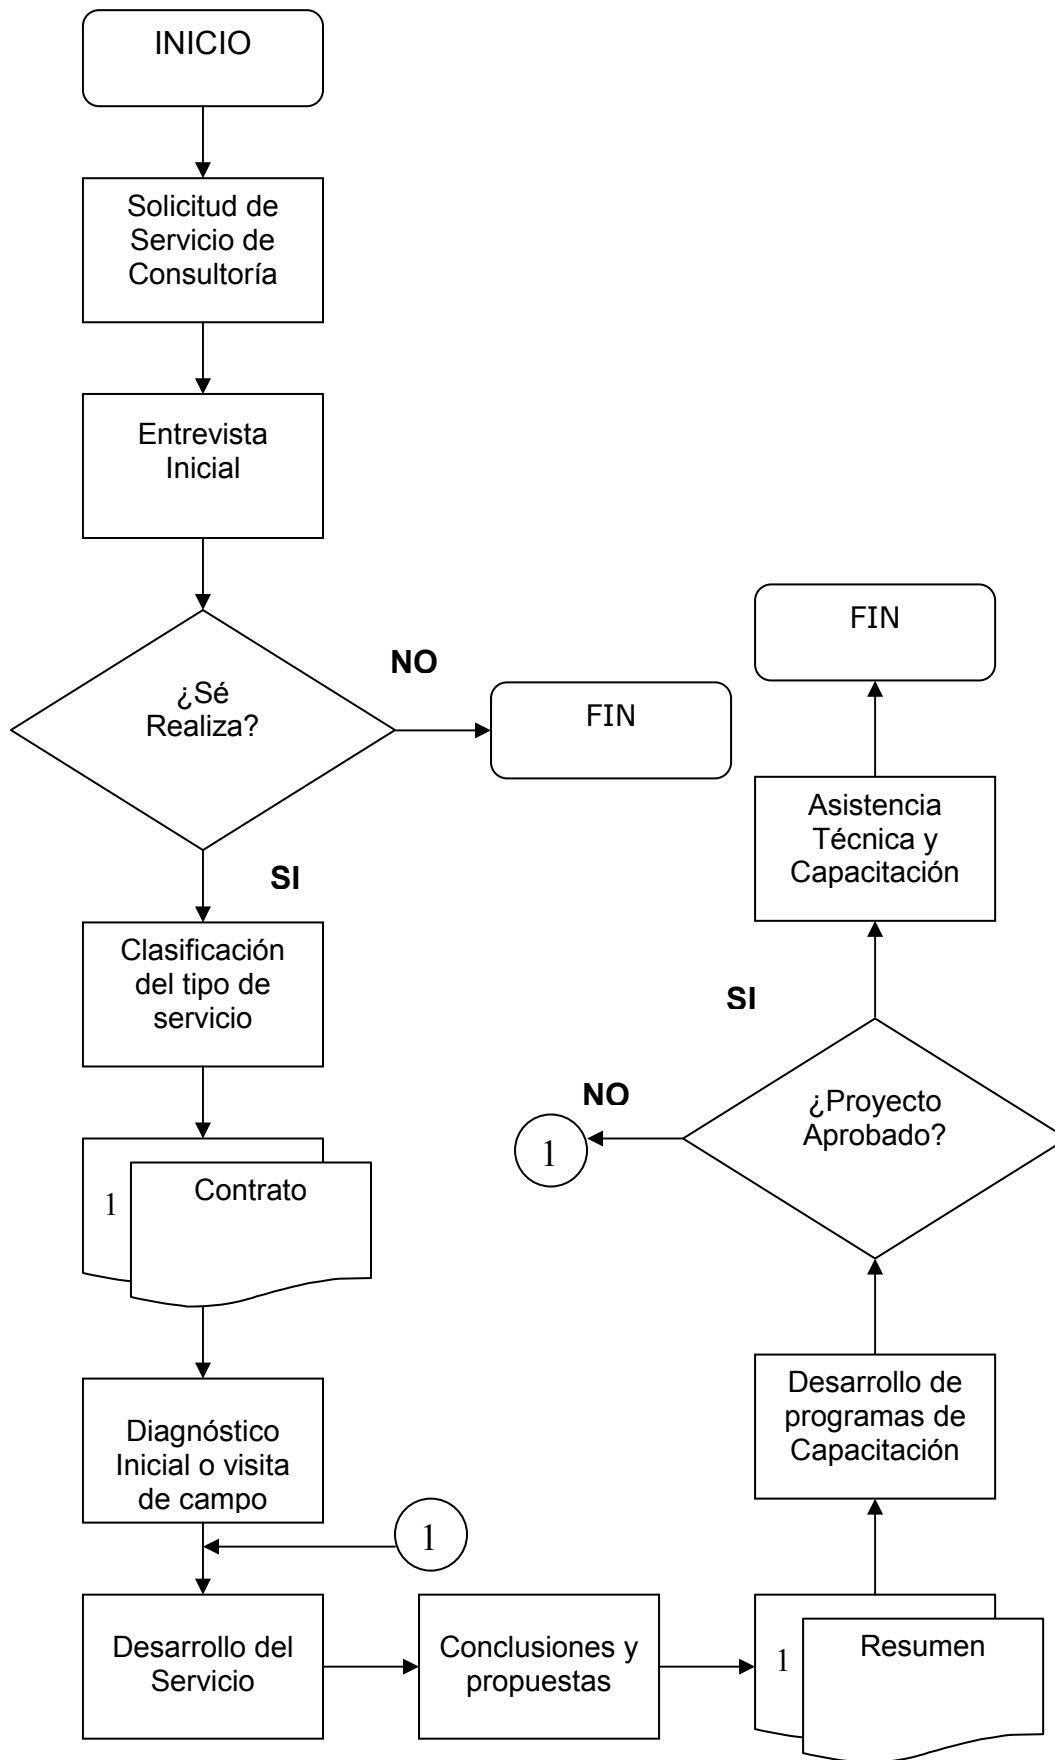 INICIO
Solicitud de
Servicio de
Consultoría
Entrevista
Inicial
¿Sé
Realiza?
NO
FIN
SI
Clasificación
del tipo de
servicio
1
Contrato
Diagnóstico
Inicial o visita
de campo
1
Desarrollo del
Servicio
Conclusiones y
propuestas
1
Resumen
Desarrollo de
programas de
Capacitación
¿Proyecto
Aprobado?
NO
1
SI
Asistencia
Técnica y
Capacitación
FIN